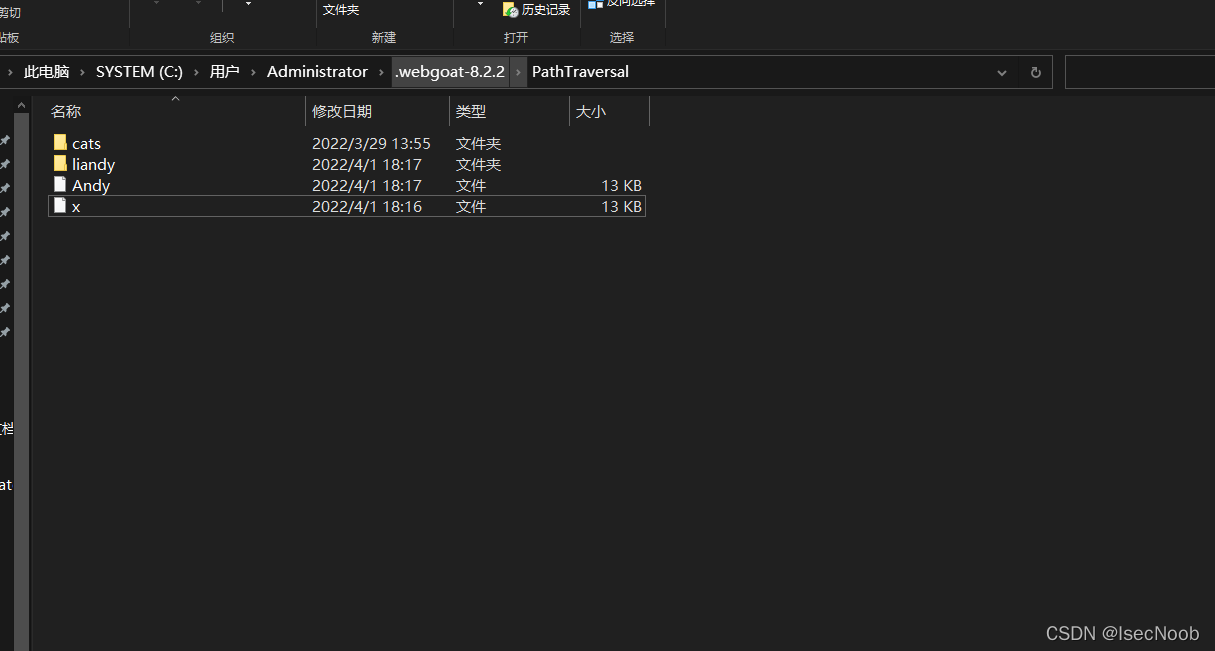 剪切
文件夹
历史记录
反向选择
贴板
组织
新建
打开
选择
此电脑 › SYSTEM (C:) › 用户 › Administrator › .webgoat-8.2.2 › PathTraversal
名称 修改日期 类型 大小
cats 2022/3/29 13:55 文件夹
liandy 2022/4/1 18:17 文件夹
Andy 2022/4/1 18:17 文件 13 KB
x 2022/4/1 18:16 文件 13 KB
档
at
CSDN @IsecNoob